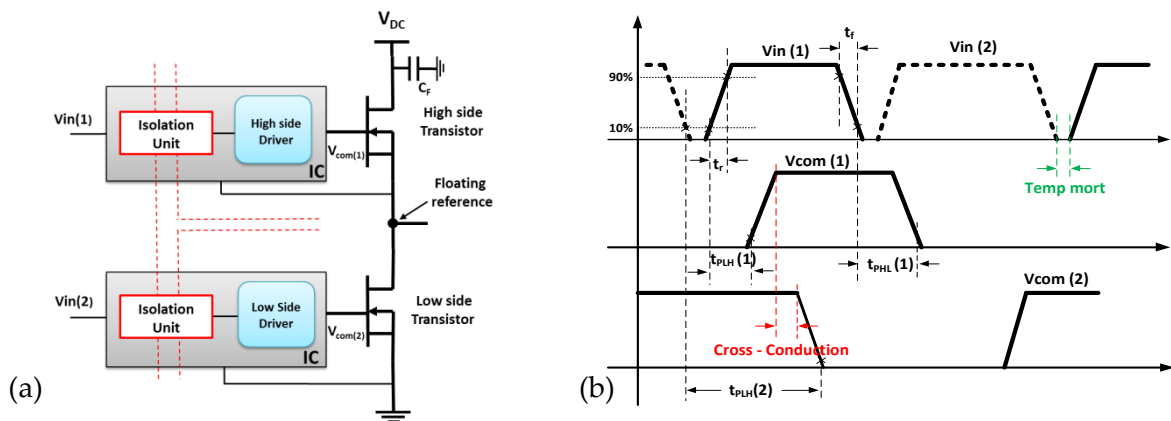 V_DC
C_F
Vin(1)
Isolation
Unit
High side
Driver
IC
V_com(1)
High side
Transistor
Floating
reference
Vin(2)
Isolation
Unit
Low Side
Driver
IC
V_com(2)
Low side
Transistor
(a)
t_f
Vin (1)
Vin (2)
90%
10%
t_r
Temp mort
Vcom (1)
t_PLH (1)
t_PHL (1)
Vcom (2)
Cross - Conduction
t_PLH(2)
(b)